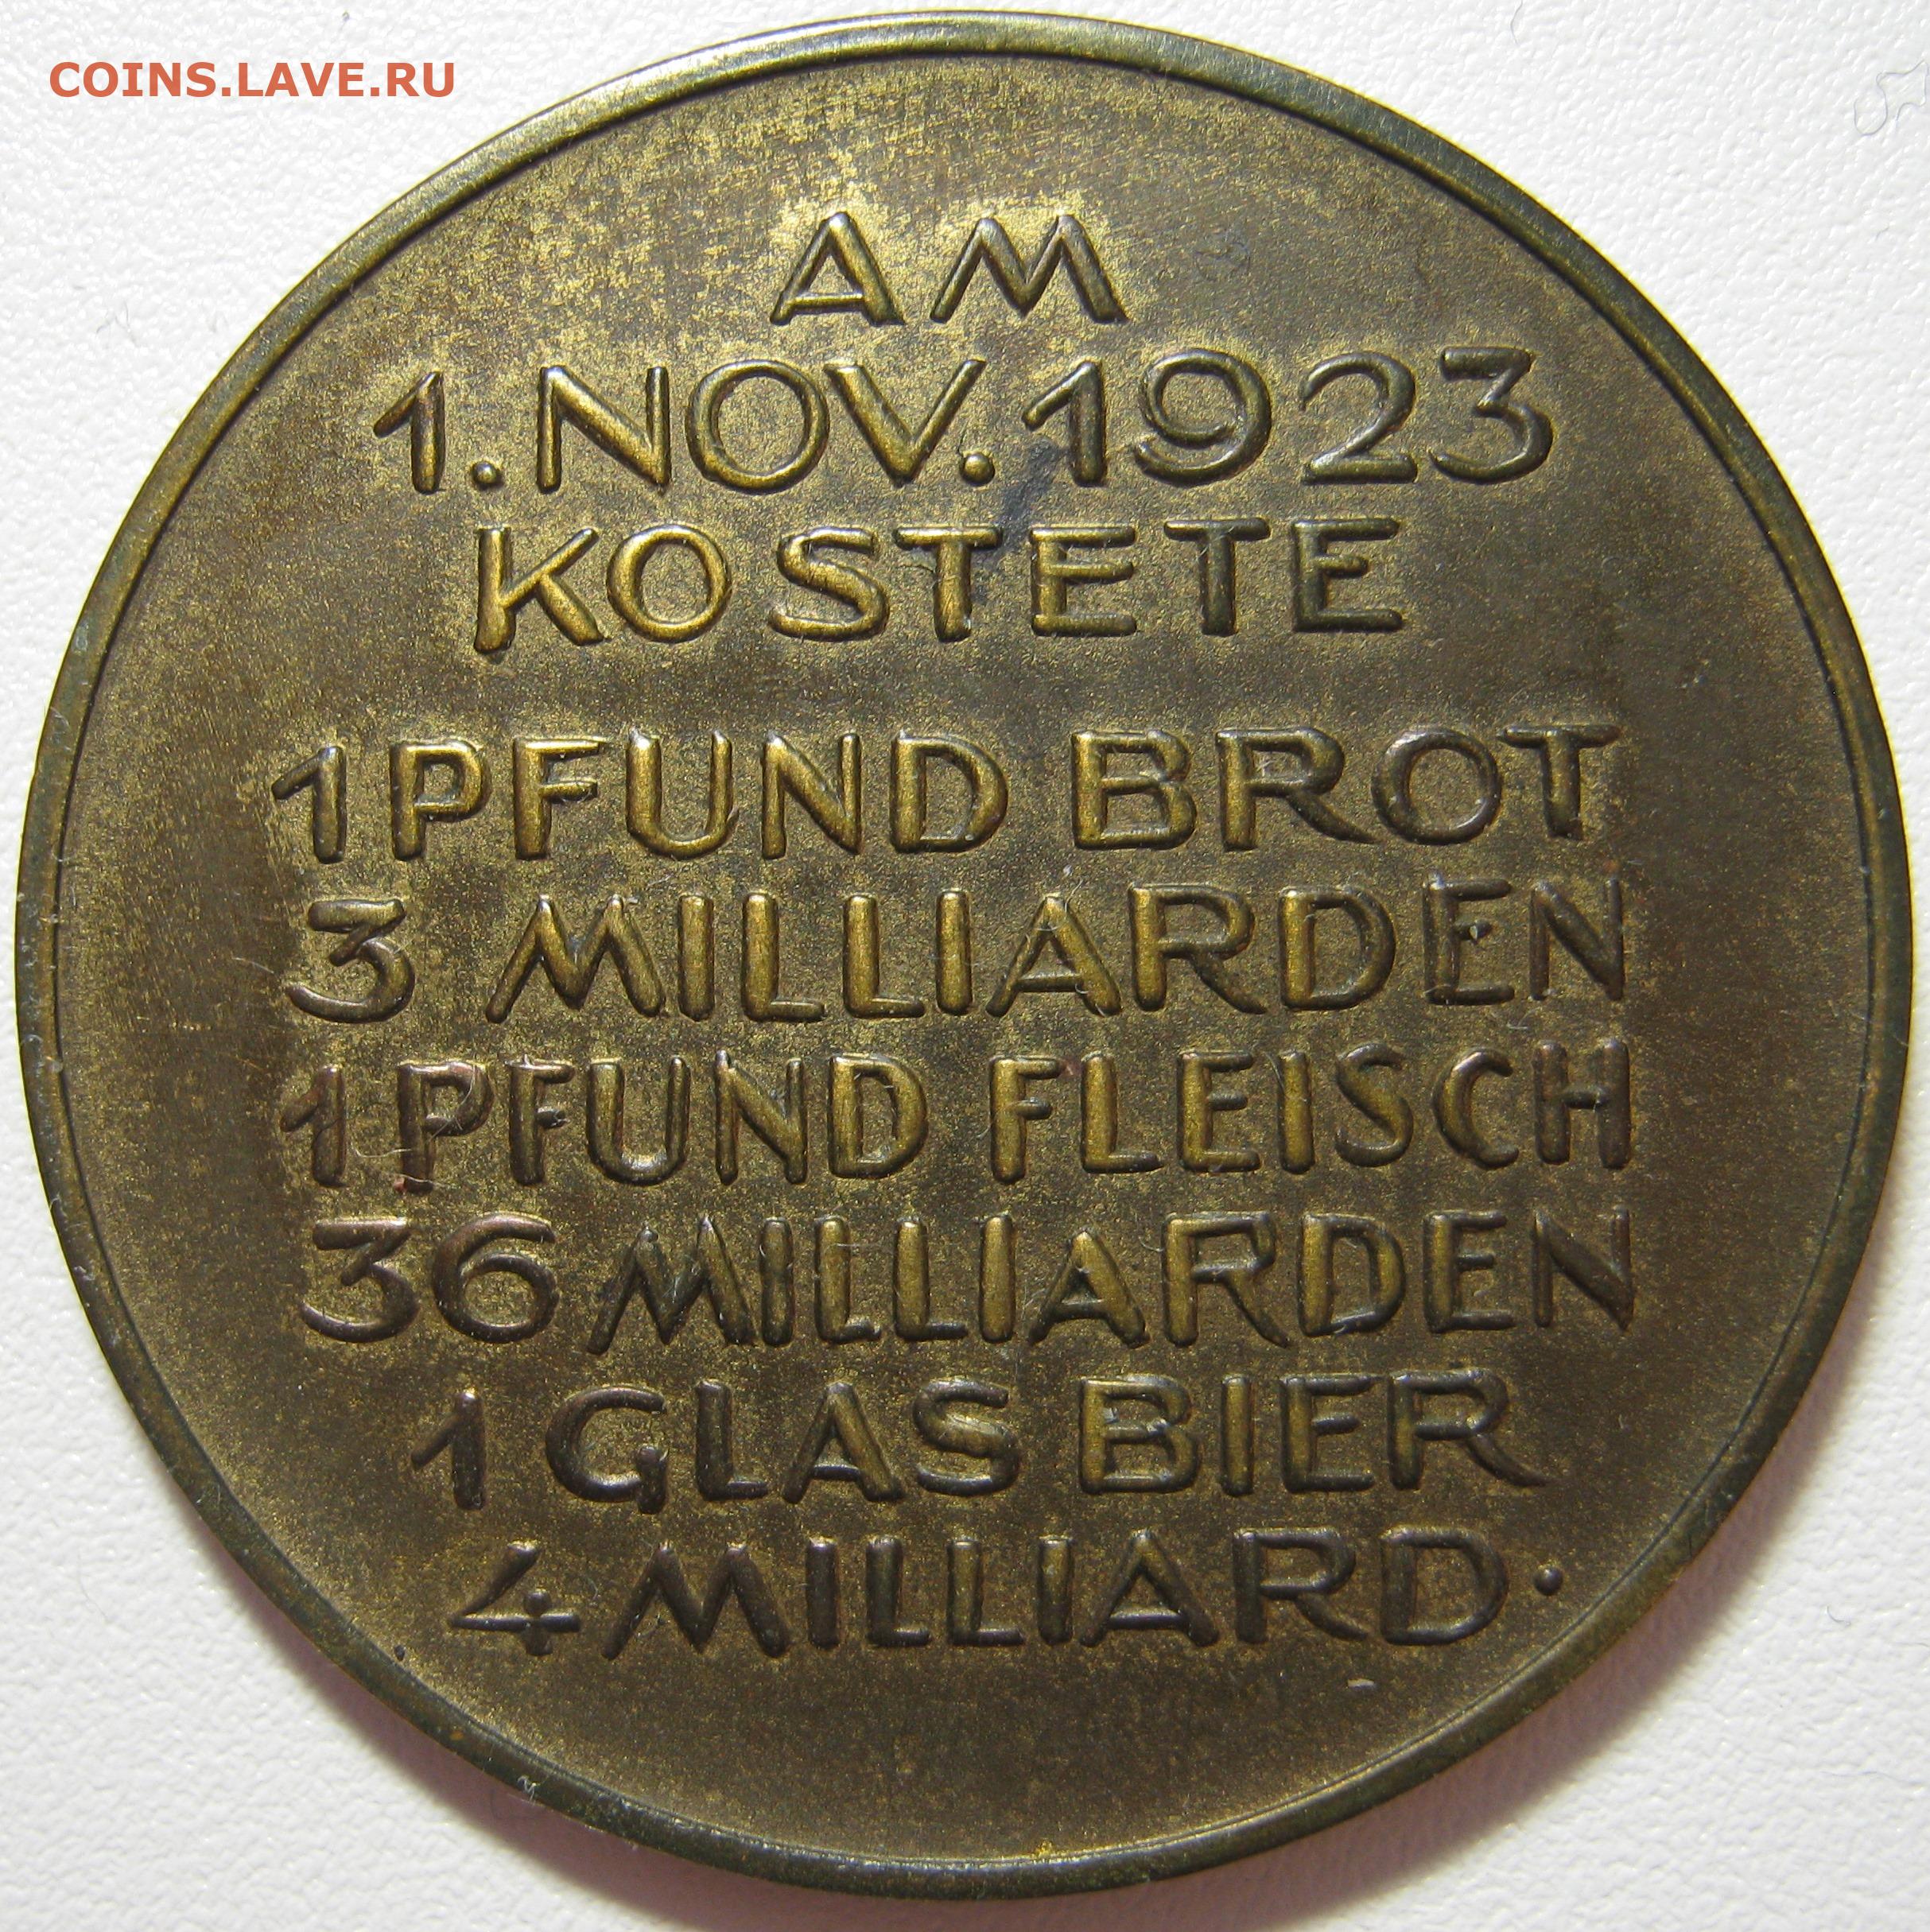 COINS.LAVE.RU
AM
1. NOV. 1923
KOSTETE
1 PFUND BROT
3 MILLIARDEN
1 PFUND FLEISCH
36 MILLIARDEN
1 GLAS BIER
4 MILLIARD.